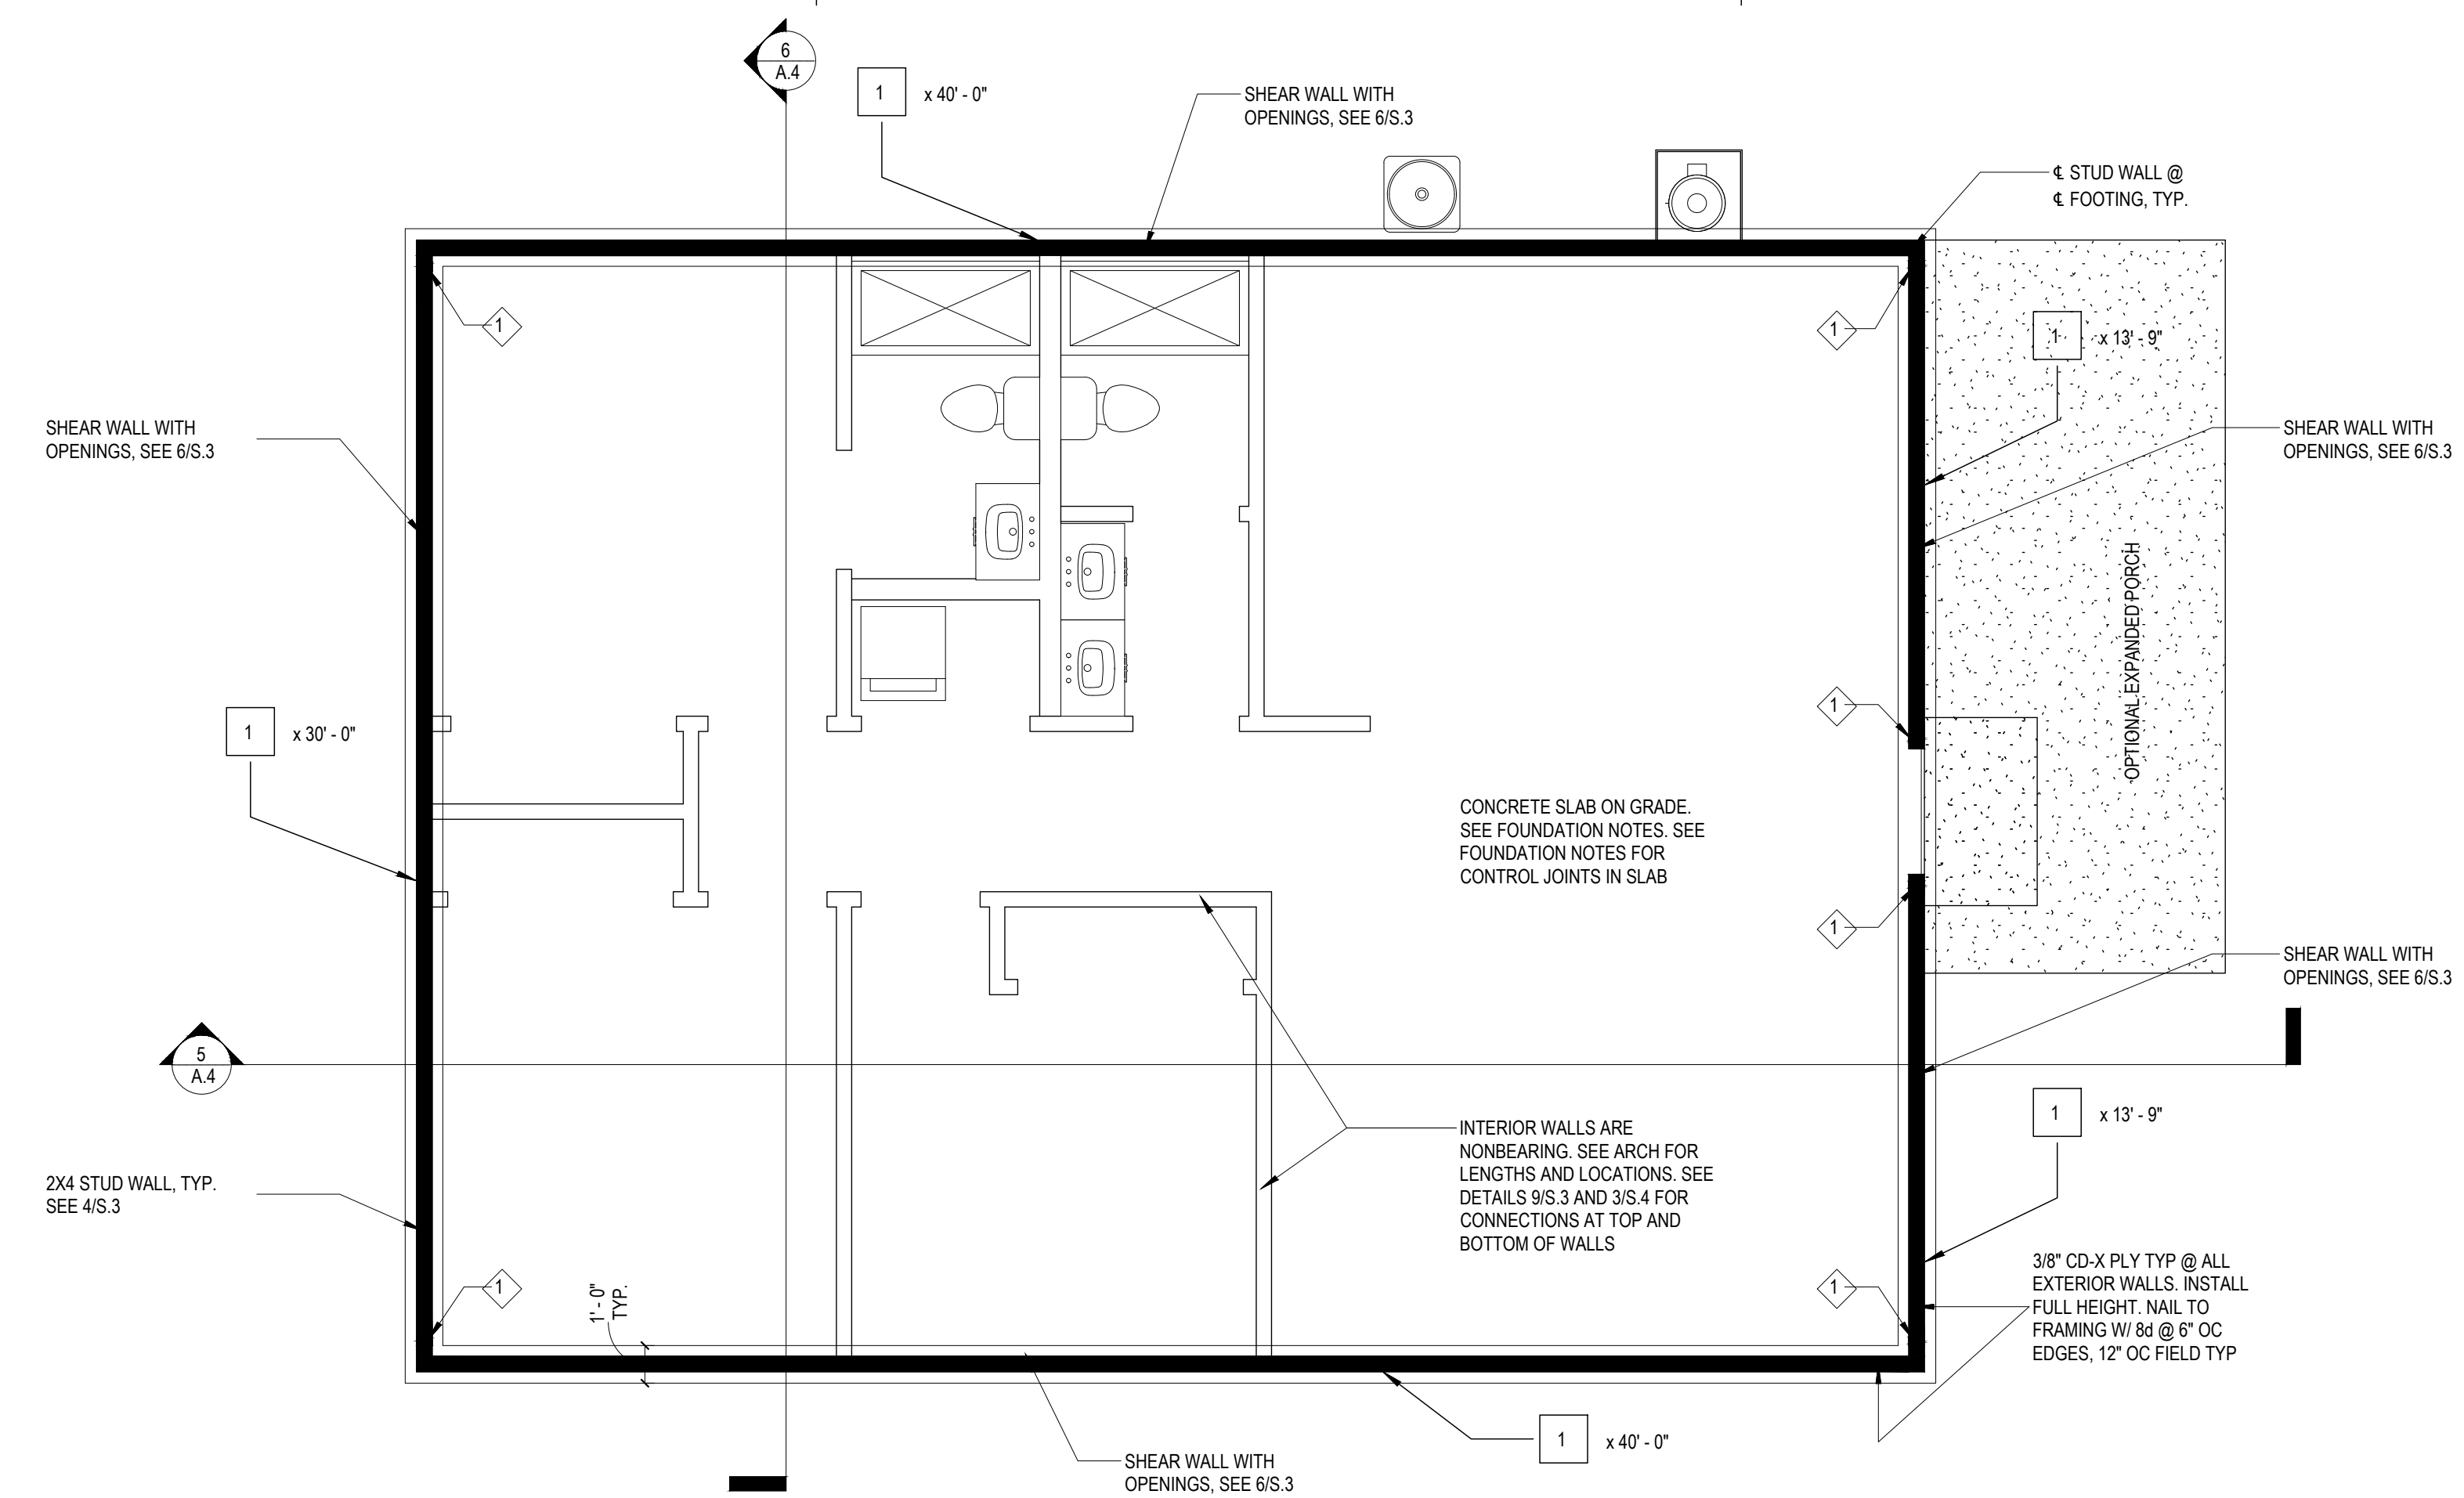 6
A.4
1
x 40' - 0"
SHEAR WALL WITH
OPENINGS, SEE 6/S.3
℄ STUD WALL @
℄ FOOTING, TYP.
1
1
1
x 13' - 9"
SHEAR WALL WITH
OPENINGS, SEE 6/S.3
SHEAR WALL WITH
OPENINGS, SEE 6/S.3
OPTIONAL EXPANDED PORCH
1
x 30' - 0"
1
CONCRETE SLAB ON GRADE.
SEE FOUNDATION NOTES. SEE
FOUNDATION NOTES FOR
CONTROL JOINTS IN SLAB
1
SHEAR WALL WITH
OPENINGS, SEE 6/S.3
5
A.4
1
x 13' - 9"
INTERIOR WALLS ARE
NONBEARING. SEE ARCH FOR
LENGTHS AND LOCATIONS. SEE
DETAILS 9/S.3 AND 3/S.4 FOR
CONNECTIONS AT TOP AND
BOTTOM OF WALLS
2X4 STUD WALL, TYP.
SEE 4/S.3
1
1' - 0"
TYP.
1
3/8" CD-X PLY TYP @ ALL
EXTERIOR WALLS. INSTALL
FULL HEIGHT. NAIL TO
FRAMING W/ 8d @ 6" OC
EDGES, 12" OC FIELD TYP
1
x 40' - 0"
SHEAR WALL WITH
OPENINGS, SEE 6/S.3